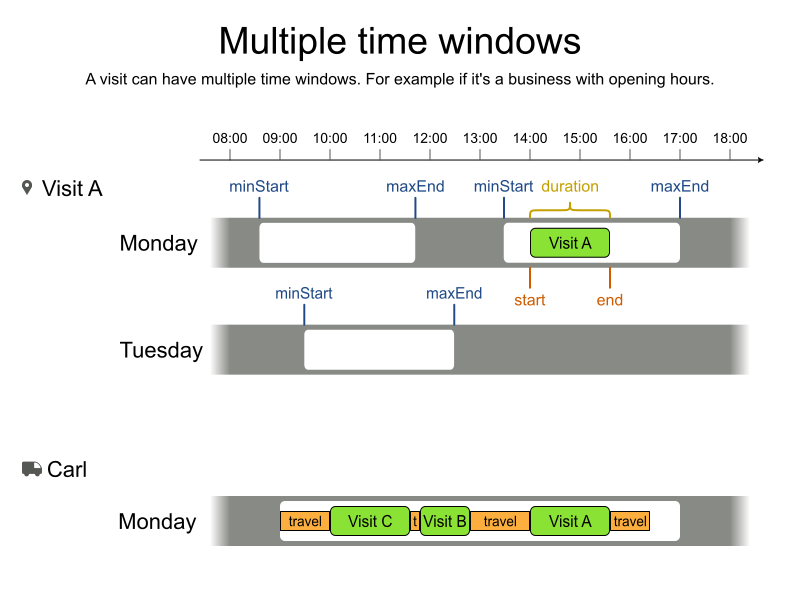 Multiple time windows
A visit can have multiple time windows. For example if it's a business with opening hours.
08:00 09:00 10:00 11:00 12:00 13:00 14:00 15:00 16:00 17:00 18:00
Visit A
minStart maxEnd minStart duration maxEnd
Monday Visit A
start end
minStart maxEnd
Tuesday
Carl
Monday travel Visit C t Visit B travel Visit A travel